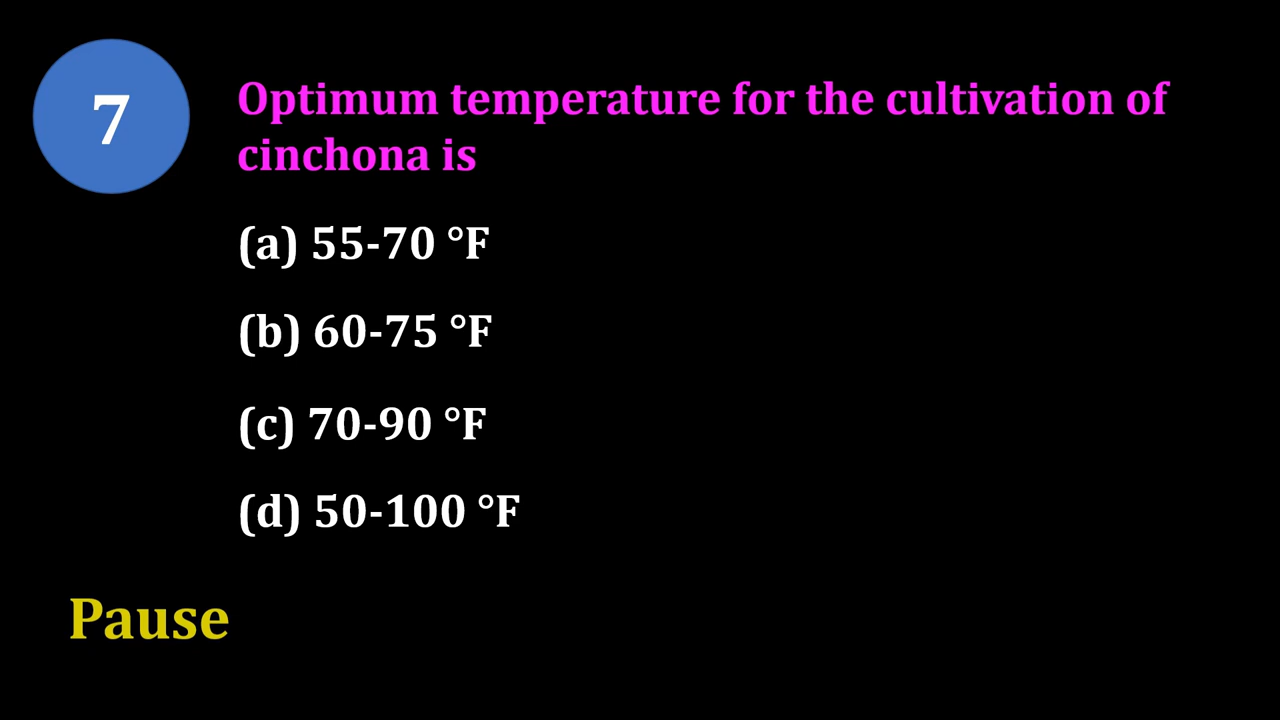 7
Optimum temperature for the cultivation of
cinchona is
(a) 55-70 °F
(b) 60-75 °F
(c) 70-90 °F
(d) 50-100 °F
Pause